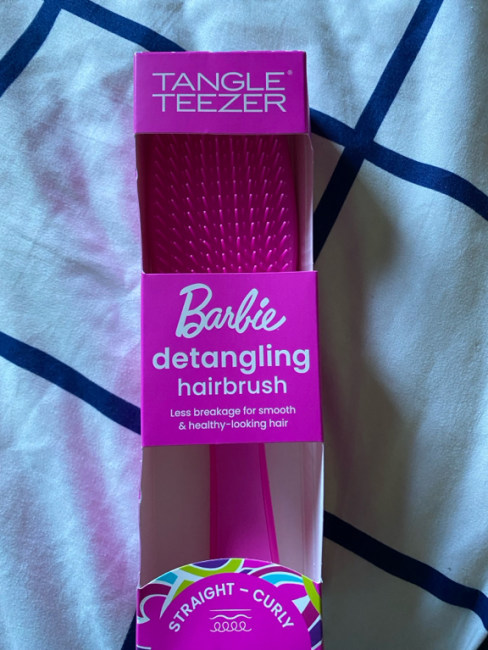 TANGLE®
TEEZER
Barbie
detangling
hairbrush
Less breakage for smooth
& healthy-looking hair
STRAIGHT – CURLY